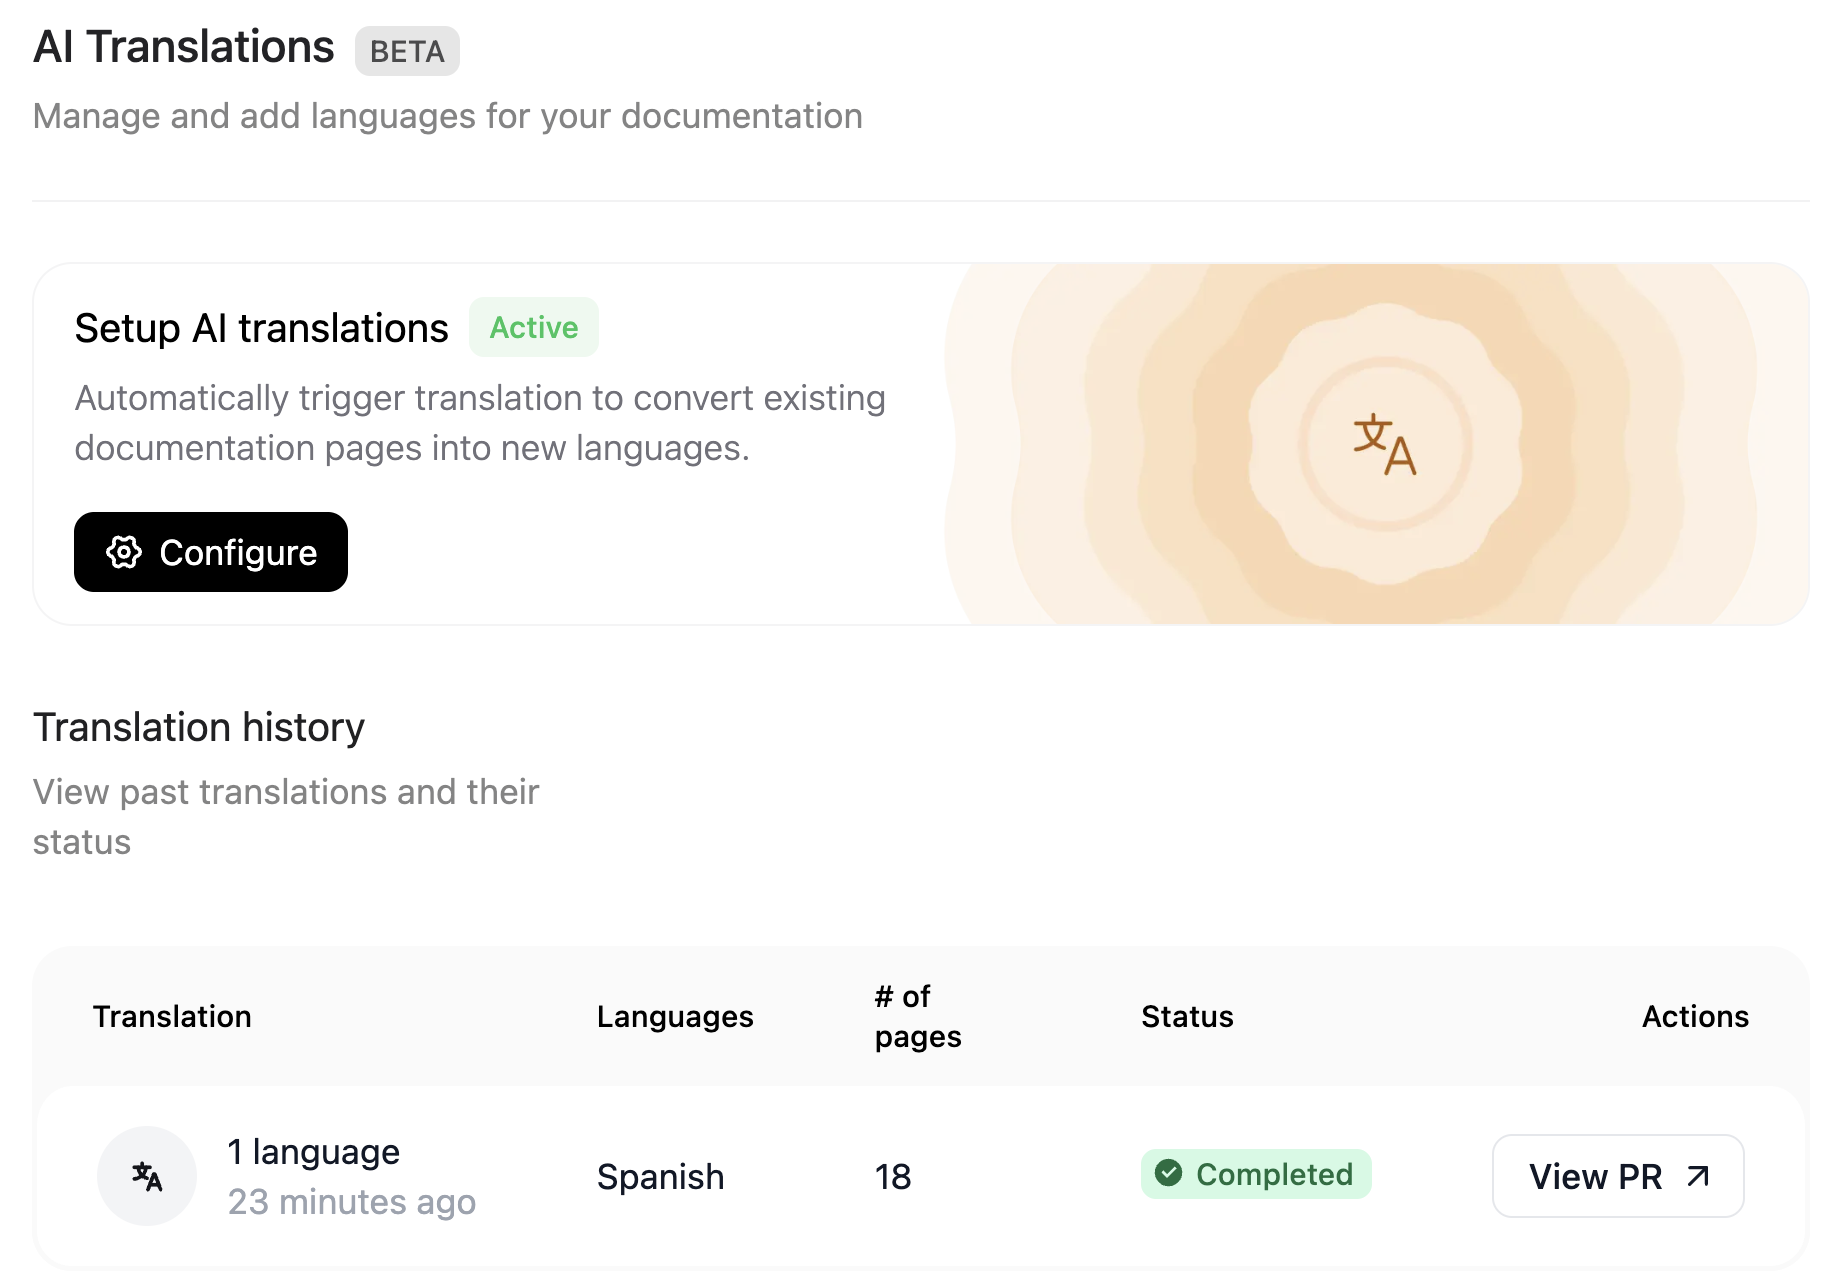 AI Translations BETA
Manage and add languages for your documentation
Setup AI translations Active
Automatically trigger translation to convert existing
documentation pages into new languages.
Configure
Translation history
View past translations and their
status
Translation Languages # of pages Status Actions
1 language
23 minutes ago
Spanish 18 Completed View PR